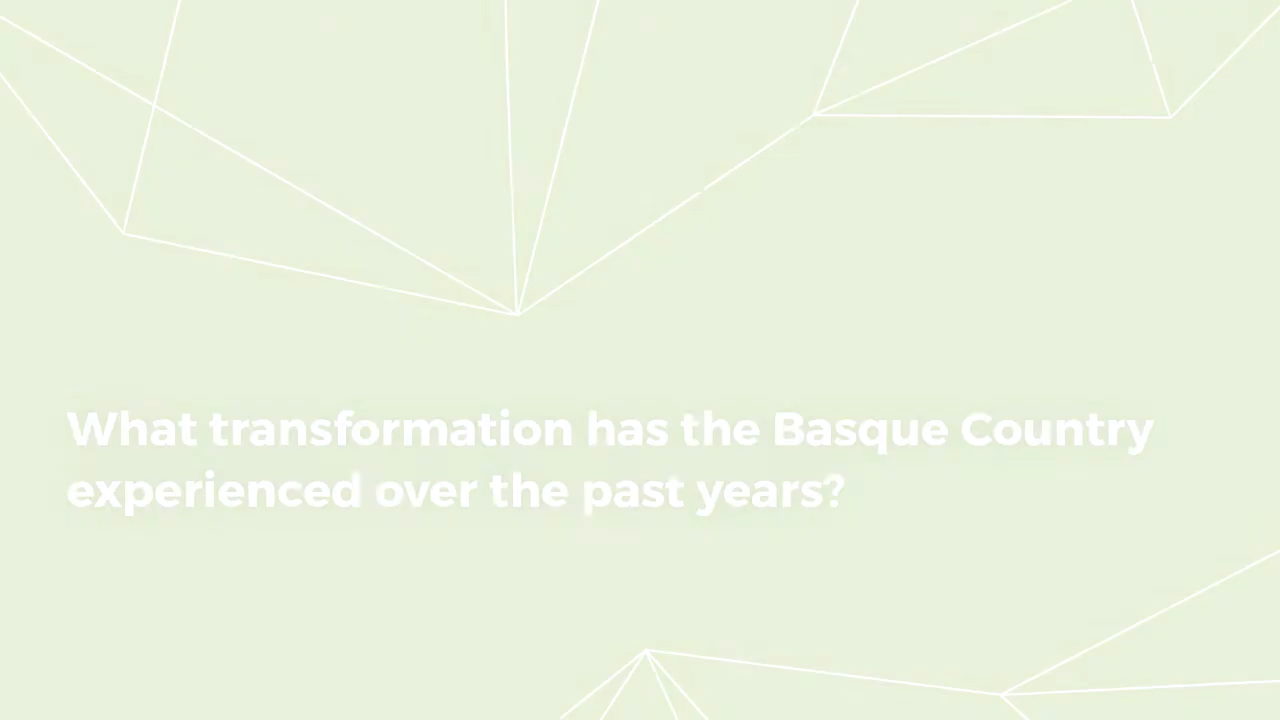 What transformation has the Basque Country
experienced over the past years?